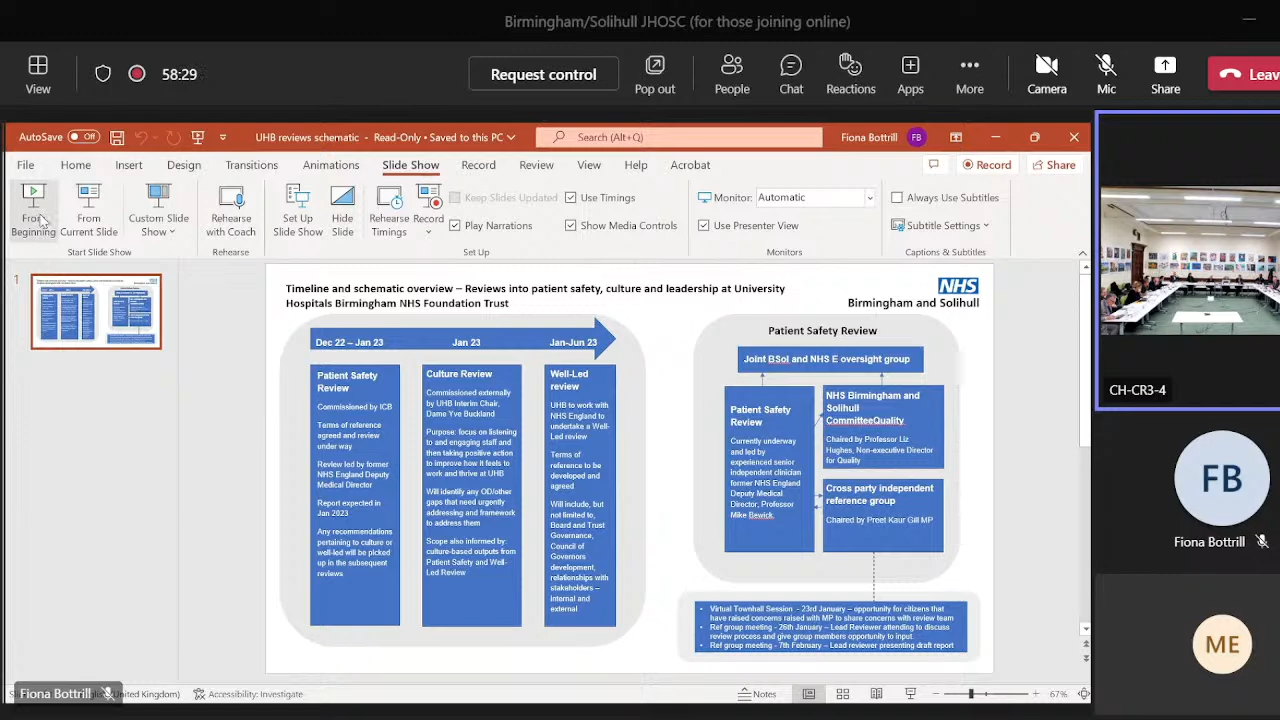 Birmingham/Solihull JHOSC (for those joining online)
View
58:29
Request control
Pop out
People
Chat
Reactions
Apps
More
Camera
Mic
Share
Leav
AutoSave Off
UHB reviews schematic - Read-Only • Saved to this PC
Search (Alt+Q)
Fiona Bottrill FB
File Home Insert Design Transitions Animations Slide Show Record Review View Help Acrobat
Record Share
From Beginning
From Current Slide
Custom Slide Show
Start Slide Show
Rehearse with Coach
Rehearse
Set Up Slide Show
Hide Slide
Rehearse Timings
Record
Keep Slides Updated
Play Narrations
Use Timings
Show Media Controls
Set Up
Monitor: Automatic
Use Presenter View
Monitors
Always Use Subtitles
Subtitle Settings
Captions & Subtitles
1
Timeline and schematic overview – Reviews into patient safety, culture and leadership at University
Hospitals Birmingham NHS Foundation Trust
NHS
Birmingham and Solihull
Dec 22 – Jan 23
Jan 23
Jan-Jun 23
Patient Safety
Review
Commissioned by ICB
Terms of reference
agreed and review
under way
Review led by former
NHS England Deputy
Medical Director
Report expected in
Jan 2023
Any recommendations
pertaining to culture or
well-led will be picked
up in the subsequent
reviews
Culture Review
Commissioned externally
by UHB Interim Chair,
Dame Yve Buckland
Purpose: focus on listening
to and engaging staff and
then taking positive action
to improve how it feels to
work and thrive at UHB
Will identify any OD/other
gaps that need urgently
addressing and framework
to address them
Scope also informed by:
culture-based outputs from
Patient Safety and Well-
Led Review
Well-Led
review
UHB to work with
NHS England to
undertake a Well-
Led review
Terms of
reference to be
developed and
agreed
Will include, but
not limited to,
Board and Trust
Governance,
Council of
Governors
development,
relationships with
stakeholders –
internal and
external
Patient Safety Review
Joint BSol and NHS E oversight group
Patient Safety
Review
Currently underway
and led by
experienced senior
independent clinician
former NHS England
Deputy Medical
Director, Professor
Mike Bewick.
NHS Birmingham and
Solihull
CommitteeQuality
Chaired by Professor Liz
Hughes, Non-executive Director
for Quality
Cross party independent
reference group
Chaired by Preet Kaur Gill MP
• Virtual Townhall Session - 23rd January – opportunity for citizens that
have raised concerns raised with MP to share concerns with review team
• Ref group meeting - 26th January – Lead Reviewer attending to discuss
review process and give group members opportunity to input.
• Ref group meeting - 7th February – Lead reviewer presenting draft report
CH-CR3-4
FB
Fiona Bottrill
ME
Fiona Bottrill
United Kingdom)
Accessibility: Investigate
Notes
67%